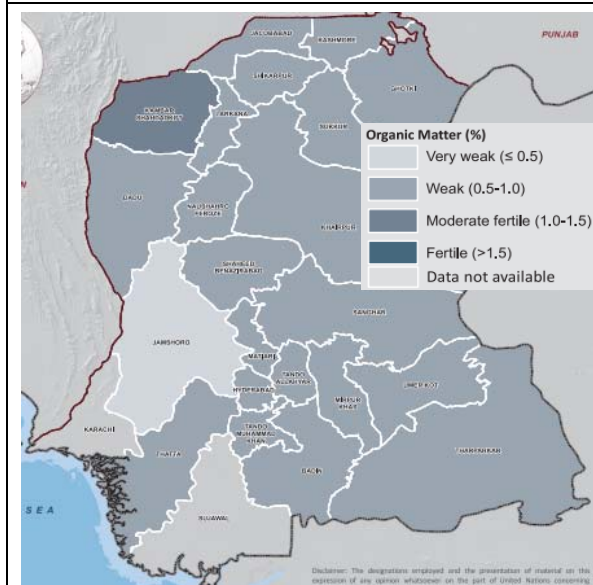 JACOBABAD
KASHMORE
PUNJAB
SHIKARPUR
GHOTKI
KAMBAR
SHAHDADKOT
LARKANA
SUKKUR
Organic Matter (%)
Very weak (≤ 0.5)
Weak (0.5-1.0)
Moderate fertile (1.0-1.5)
Fertile (>1.5)
Data not available
DADU
NAUSHAHRO
FEROZE
KHAIRPUR
SHAHEED
BENAZIRABAD
SANGHAR
JAMSHORO
MATIARI
TANDO
ALLAHYAR
HYDERABAD
MIRPUR
KHAS
UMER KOT
KARACHI
TANDO
MUHAMMAD
KHAN
THATTA
THARPARKAR
BADIN
SUJAWAL
SEA
Disclaimer: The designations employed and the presentation of material on this
expression of any opinion whatsoever on the part of United Nations concerning